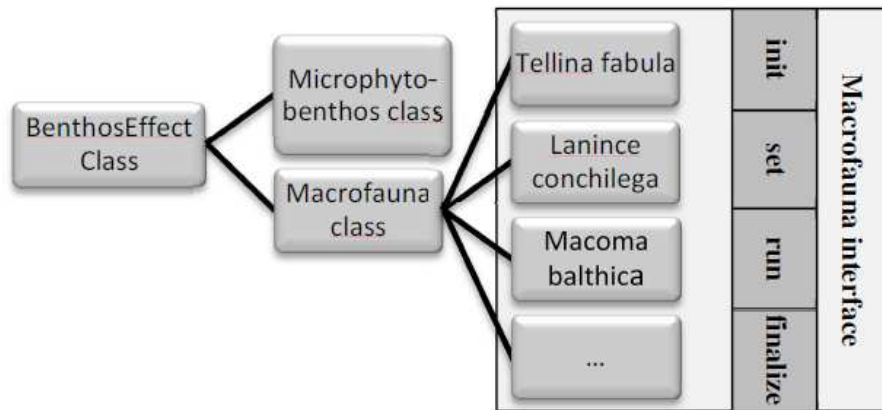 BenthosEffect
Class
Microphyto-
benthos class
Macrofauna
class
Tellina fabula
Lanince
conchilega
Macoma
balthica
...
init
set
run
finalize
Macrofauna interface